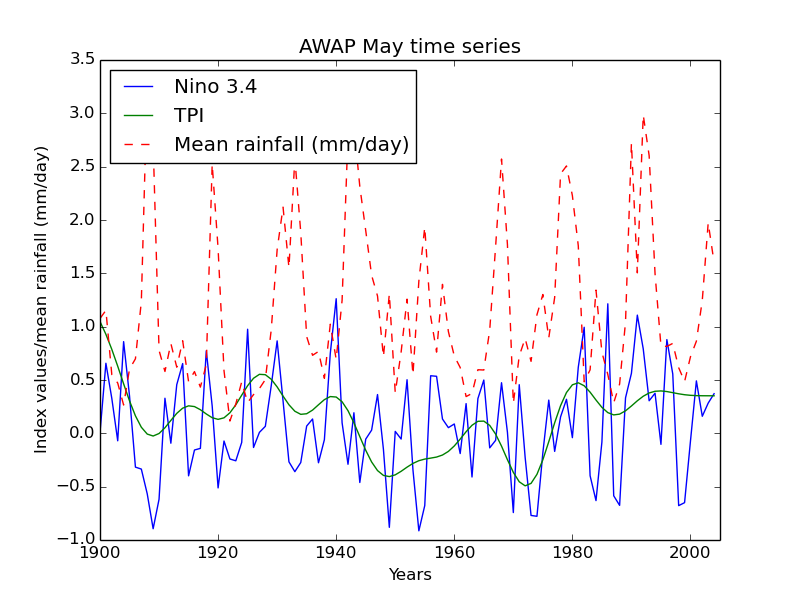 AWAP May time series
Nino 3.4
TPI
Mean rainfall (mm/day)
Index values/mean rainfall (mm/day)
3.5
3.0
2.5
2.0
1.5
1.0
0.5
0.0
−0.5
−1.0
1900 1920 1940 1960 1980 2000
Years